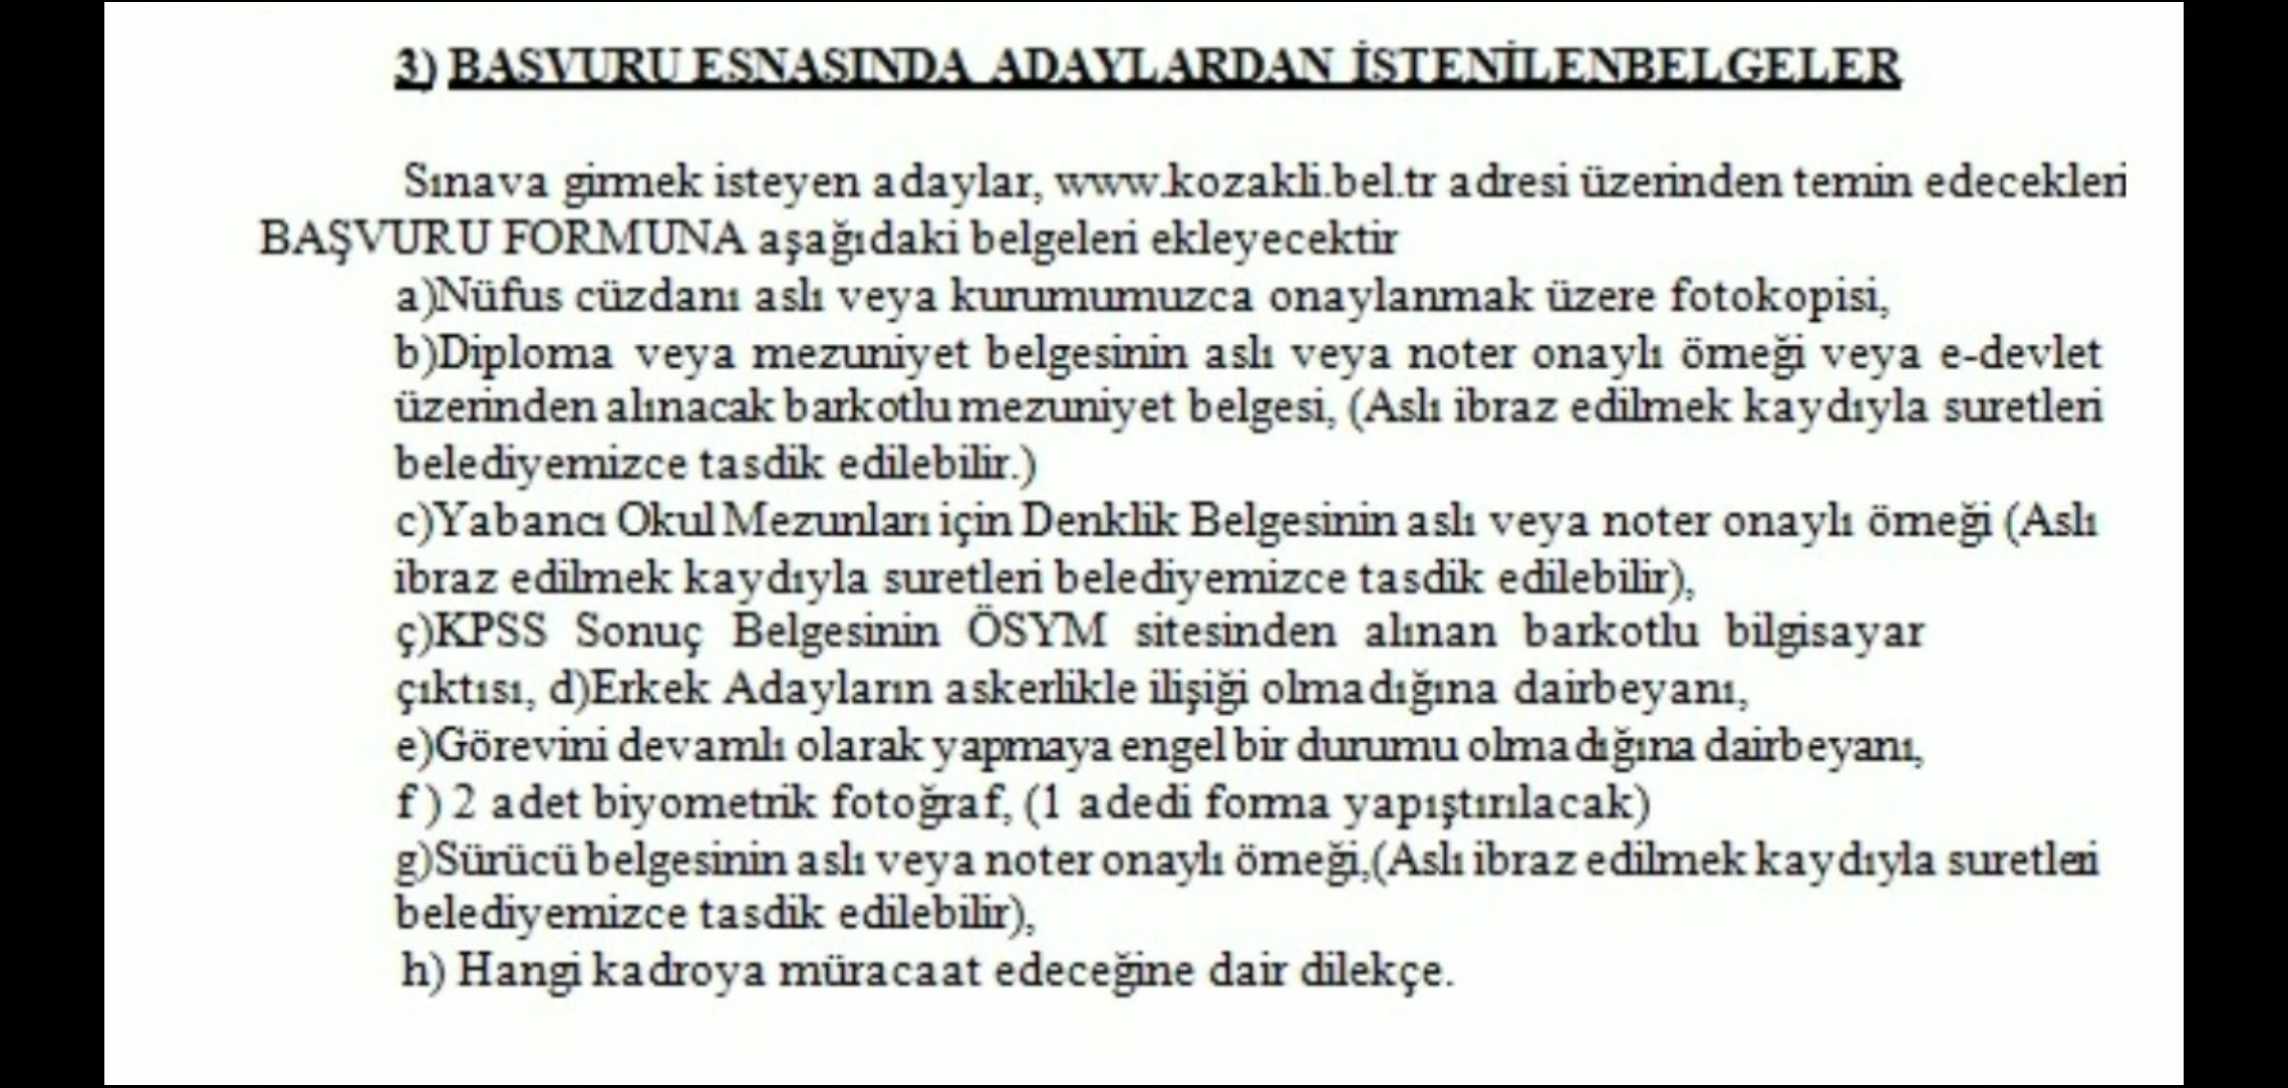 3) BAŞVURU ESNASINDA ADAYLARDAN İSTENİLENBELGELER
Sınava girmek isteyen adaylar, www.kozakli.bel.tr adresi üzerinden temin edecekleri
BAŞVURU FORMUNA aşağıdaki belgeleri ekleyecektir
a)Nüfus cüzdanı aslı veya kurumumuzca onaylanmak üzere fotokopisi,
b)Diploma veya mezuniyet belgesinin aslı veya noter onaylı örneği veya e-devlet
üzerinden alınacak barkotlu mezuniyet belgesi, (Aslı ibraz edilmek kaydıyla suretleri
belediyemizce tasdik edilebilir.)
c)Yabancı Okul Mezunları için Denklik Belgesinin aslı veya noter onaylı örneği (Aslı
ibraz edilmek kaydıyla suretleri belediyemizce tasdik edilebilir),
ç)KPSS Sonuç Belgesinin ÖSYM sitesinden alınan barkotlu bilgisayar
çıktısı, d)Erkek Adayların askerlikle ilişiği olmadığına dairbeyanı,
e)Görevini devamlı olarak yapmaya engel bir durumu olmadığına dairbeyanı,
f) 2 adet biyometrik fotoğraf, (1 adedi forma yapıştırılacak)
g)Sürücü belgesinin aslı veya noter onaylı örneği,(Aslı ibraz edilmek kaydıyla suretleri
belediyemizce tasdik edilebilir),
h) Hangi kadroya müracaat edeceğine dair dilekçe.